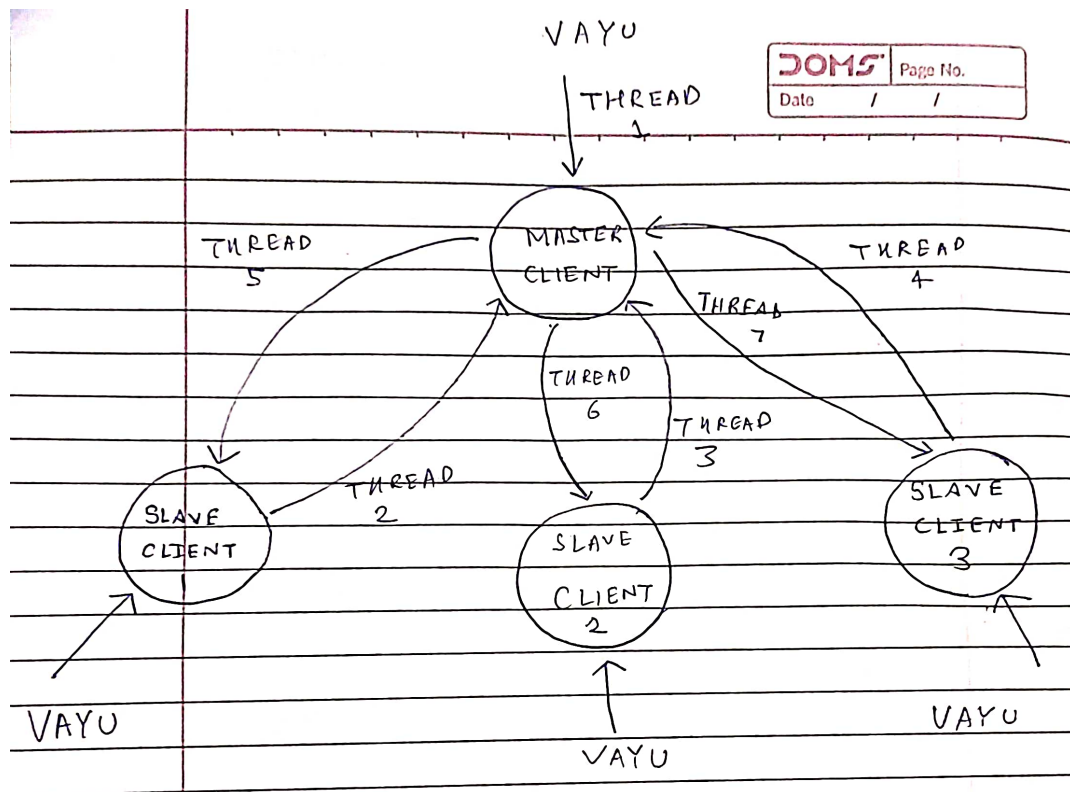 VAYU
DOMS Page No.
Date / /
THREAD
1
MASTER
CLIENT
THREAD
5
THREAD
4
THREAD
7
THREAD
6
THREAD
3
THREAD
2
SLAVE
CLIENT
1
SLAVE
CLIENT
2
SLAVE
CLIENT
3
VAYU
VAYU
VAYU